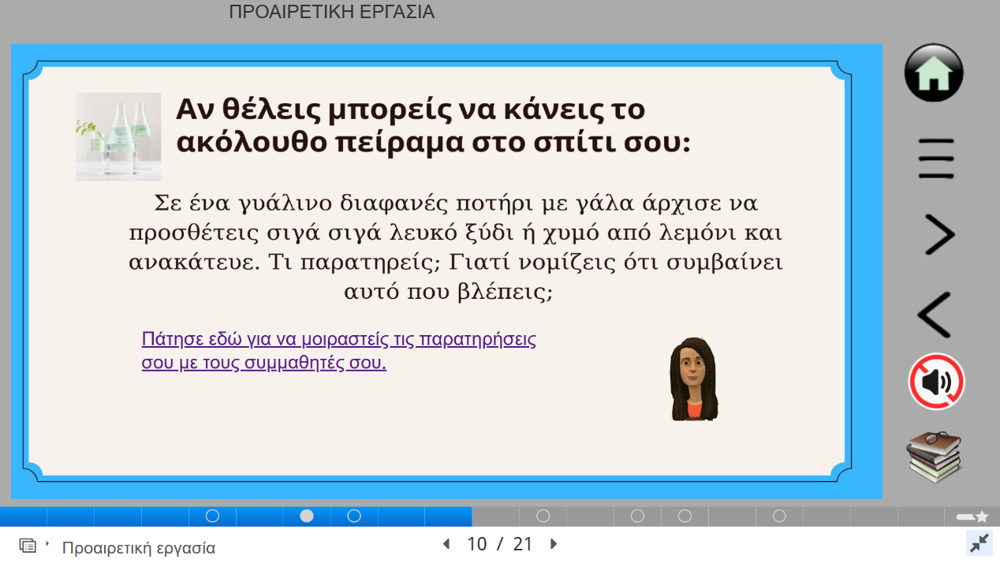 ΠΡΟΑΙΡΕΤΙΚΗ ΕΡΓΑΣΙΑ
Αν θέλεις μπορείς να κάνεις το
ακόλουθο πείραμα στο σπίτι σου:
Σε ένα γυάλινο διαφανές ποτήρι με γάλα άρχισε να
προσθέτεις σιγά σιγά λευκό ξύδι ή χυμό από λεμόνι και
ανακάτευε. Τι παρατηρείς; Γιατί νομίζεις ότι συμβαίνει
αυτό που βλέπεις;
Πάτησε εδώ για να μοιραστείς τις παρατηρήσεις
σου με τους συμμαθητές σου.
Προαιρετική εργασία
10 / 21